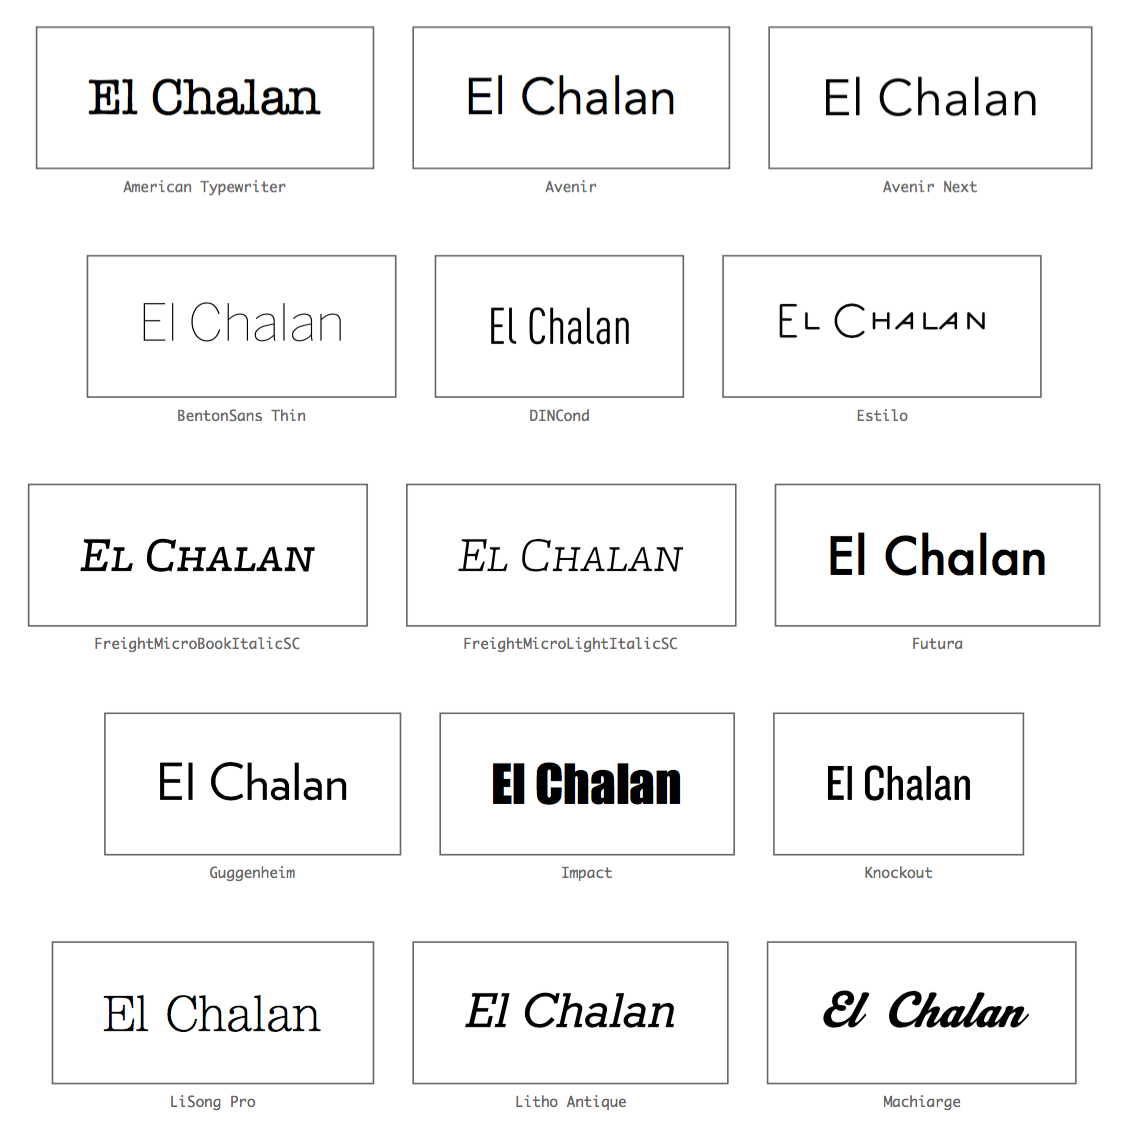 El Chalan
American Typewriter
El Chalan
Avenir
El Chalan
Avenir Next
El Chalan
BentonSans Thin
El Chalan
DINCond
El Chalan
Estilo
El Chalan
FreightMicroBookItalicSC
El Chalan
FreightMicroLightItalicSC
El Chalan
Futura
El Chalan
Guggenheim
El Chalan
Impact
El Chalan
Knockout
El Chalan
LiSong Pro
El Chalan
Litho Antique
El Chalan
Machiarge